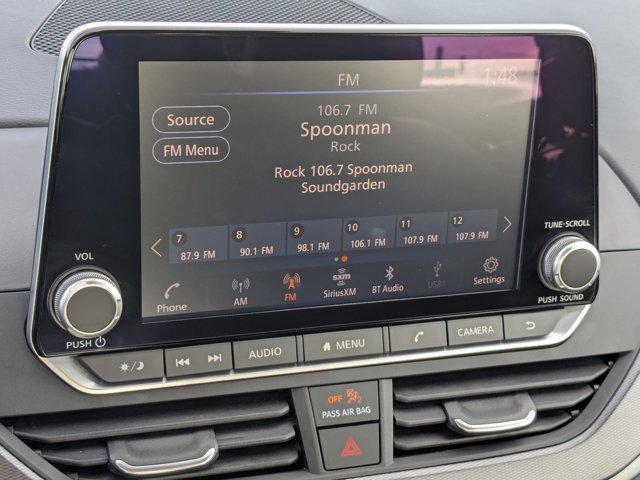 FM
1:48
Source
FM Menu
106.7 FM
Spoonman
Rock
Rock 106.7 Spoonman
Soundgarden
7
87.9 FM
8
90.1 FM
9
98.1 FM
10
106.1 FM
11
107.9 FM
12
107.9 FM
Phone
AM
FM
sxm
SiriusXM
BT Audio
USB1
Settings
VOL
PUSH
TUNE•SCROLL
PUSH SOUND
AUDIO
MENU
CAMERA
OFF
2
PASS AIR BAG